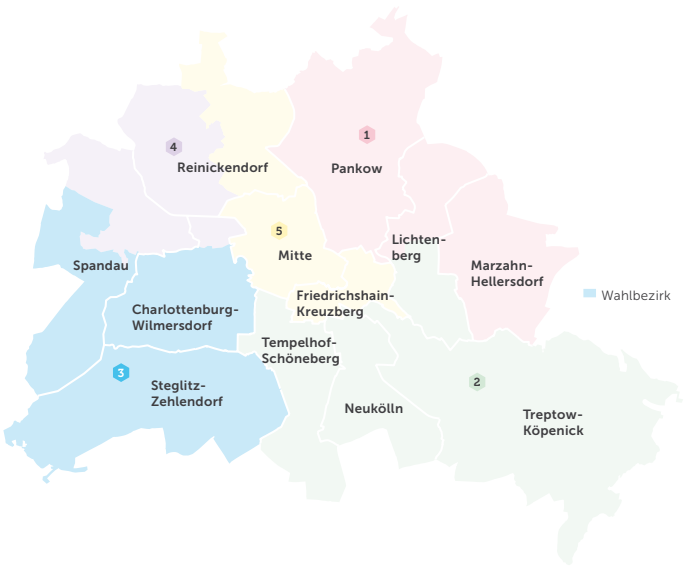 1
Pankow
4
Reinickendorf
5
Mitte
Lichten-
berg
Spandau
Marzahn-
Hellersdorf
Wahlbezirk
Friedrichshain-
Kreuzberg
Charlottenburg-
Wilmersdorf
Tempelhof-
Schöneberg
3
Steglitz-
Zehlendorf
2
Neukölln
Treptow-
Köpenick